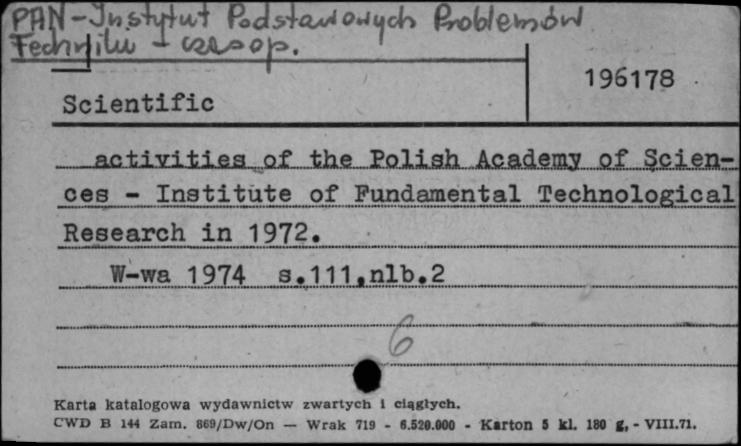 PAN - Instytut Podstawowych Problemów
Techniki - czasop.
196178
Scientific
activities of the Polish Academy of Scien-
ces - Institute of Fundamental Technological
Research in 1972.
W-wa 1974 s.111,nlb.2
6
Karta katalogowa wydawnictw zwartych i ciągłych.
CWD B 144 Zam. 869/Dw/On — Wrak 719 - 6.520.000 - Karton 5 kl. 180 g, - VIII.71.